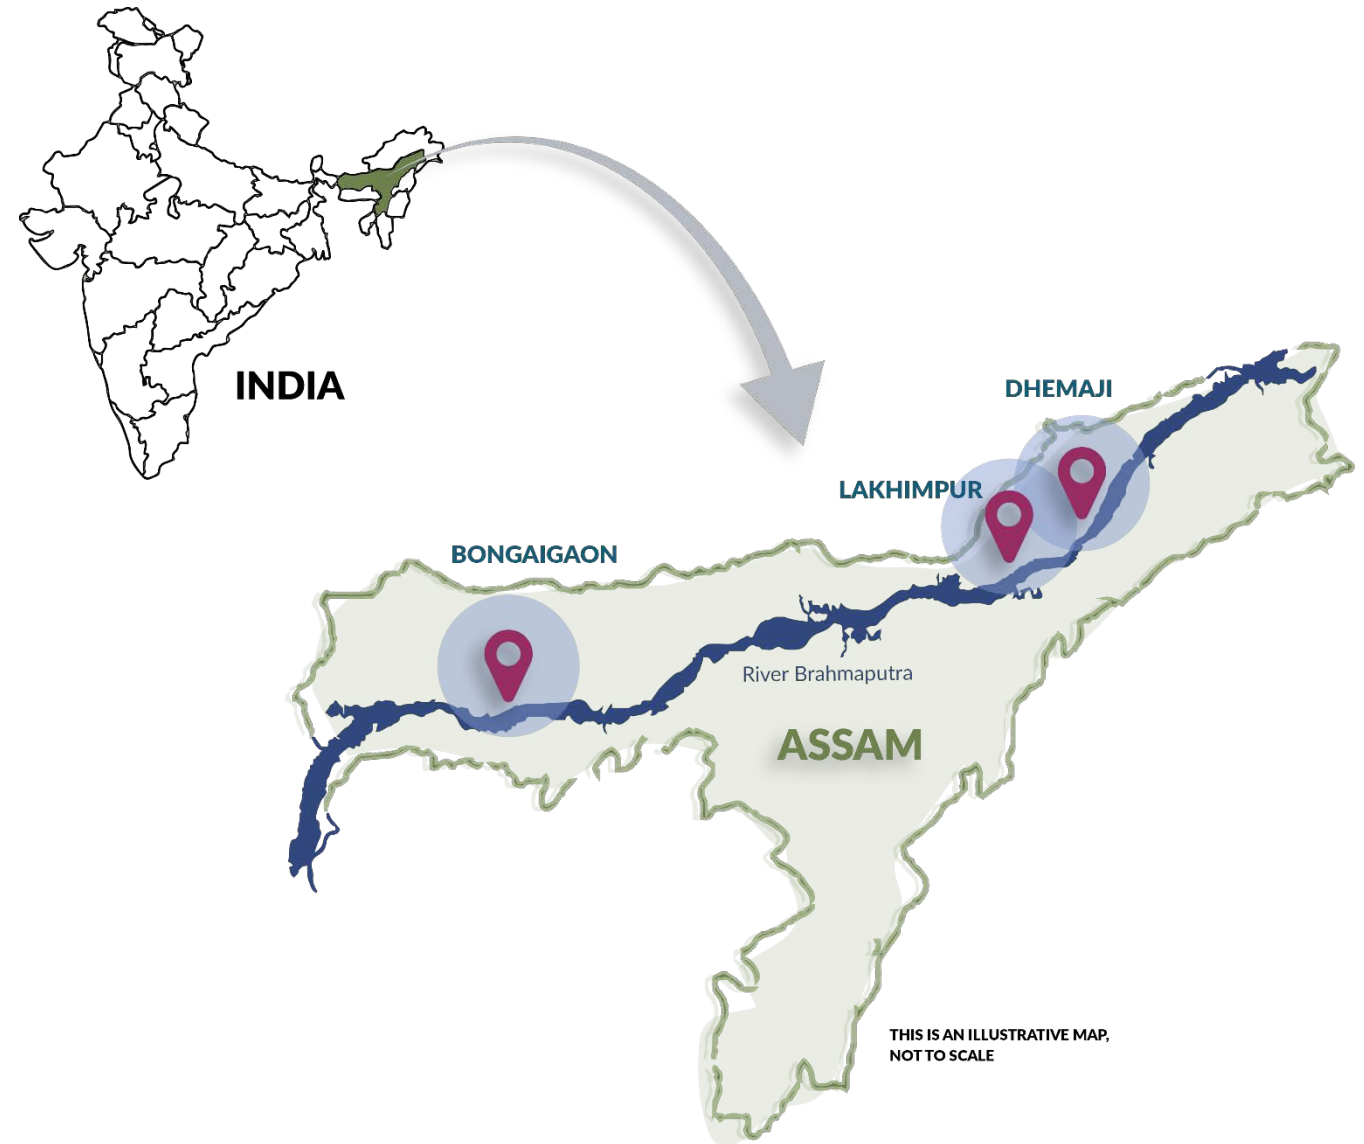 INDIA
DHEMAJI
LAKHIMPUR
BONGAIGAON
River Brahmaputra
ASSAM
THIS IS AN ILLUSTRATIVE MAP,
NOT TO SCALE